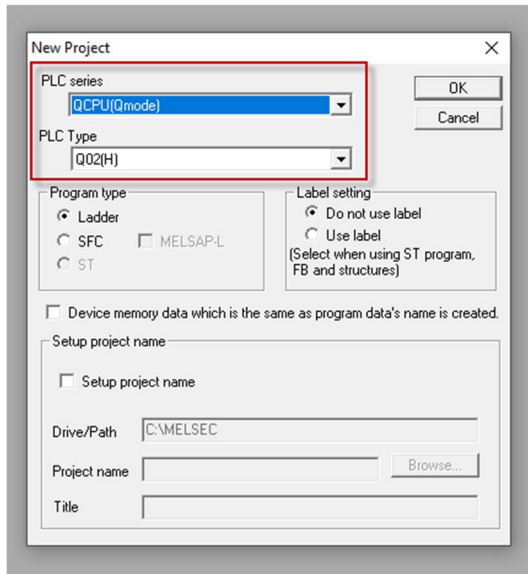 New Project
PLC series
QCPU(Qmode)
OK
Cancel
PLC Type
Q02(H)
Program type
Ladder
SFC
MELSAP-L
ST
Label setting
Do not use label
Use label
(Select when using ST program,
FB and structures)
Device memory data which is the same as program data's name is created.
Setup project name
Setup project name
Drive/Path
C:\MELSEC
Project name
Browse...
Title